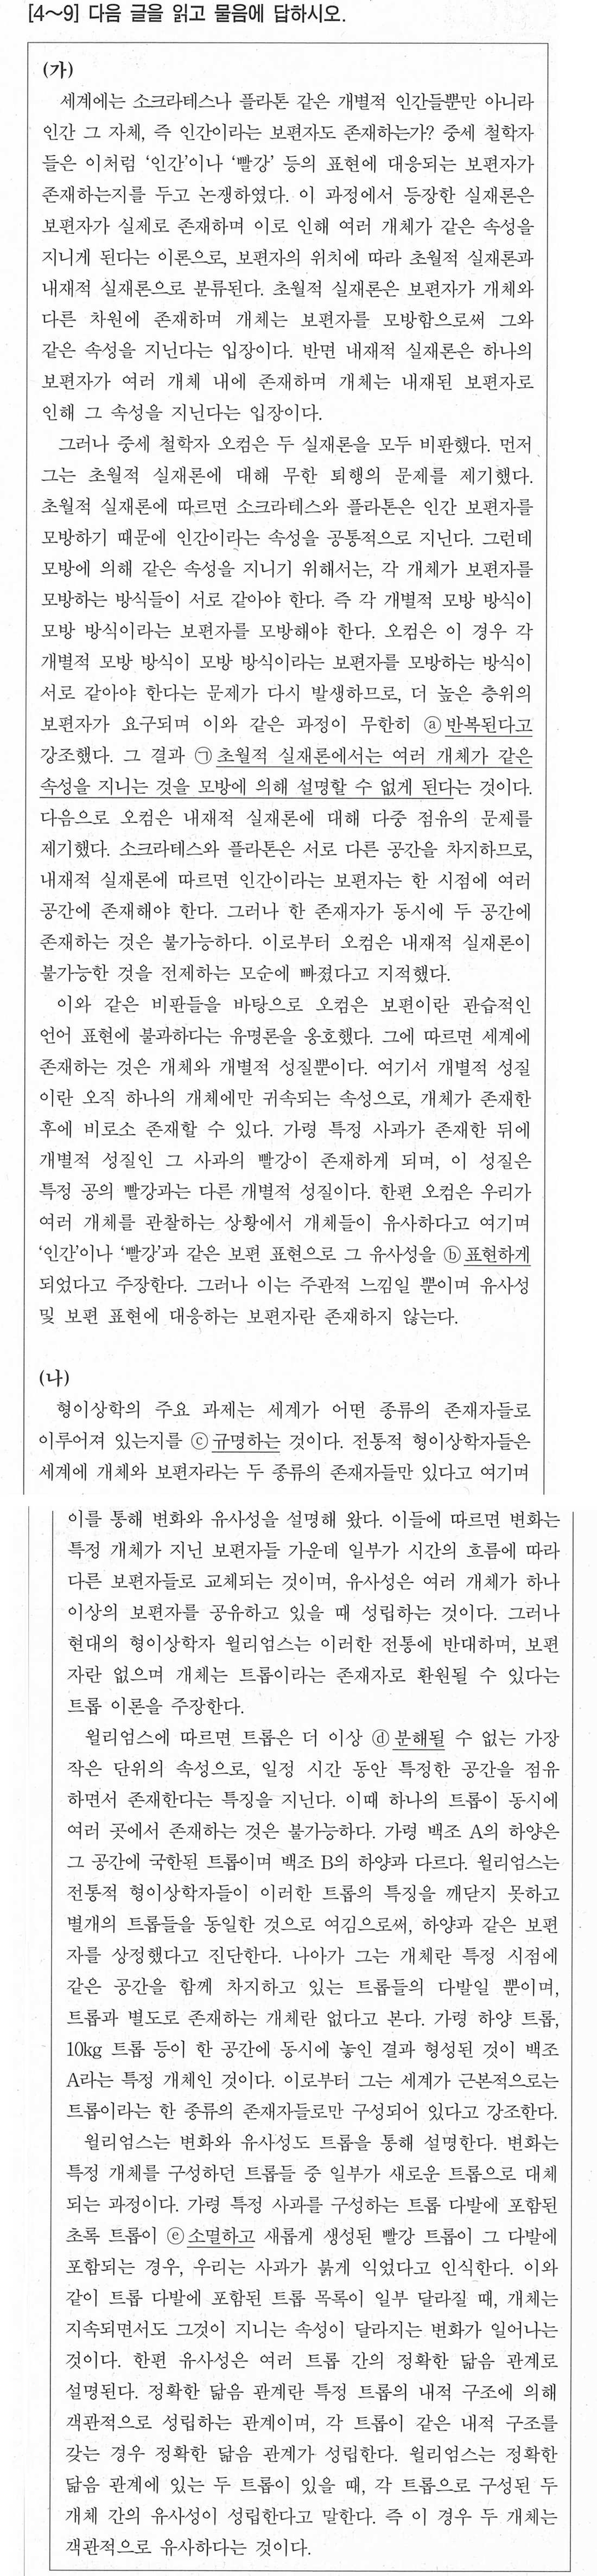 [4～9] 다음 글을 읽고 물음에 답하시오.
(가)
세계에는 소크라테스나 플라톤 같은 개별적 인간들뿐만 아니라
인간 그 자체, 즉 인간이라는 보편자도 존재하는가? 중세 철학자
들은 이처럼 ‘인간’이나 ‘빨강’ 등의 표현에 대응되는 보편자가
존재하는지를 두고 논쟁하였다. 이 과정에서 등장한 실재론은
보편자가 실제로 존재하며 이로 인해 여러 개체가 같은 속성을
지니게 된다는 이론으로, 보편자의 위치에 따라 초월적 실재론과
내재적 실재론으로 분류된다. 초월적 실재론은 보편자가 개체와
다른 차원에 존재하며 개체는 보편자를 모방함으로써 그와
같은 속성을 지닌다는 입장이다. 반면 내재적 실재론은 하나의
보편자가 여러 개체 내에 존재하며 개체는 내재된 보편자로
인해 그 속성을 지닌다는 입장이다.
그러나 중세 철학자 오컴은 두 실재론을 모두 비판했다. 먼저
그는 초월적 실재론에 대해 무한 퇴행의 문제를 제기했다.
초월적 실재론에 따르면 소크라테스와 플라톤은 인간 보편자를
모방하기 때문에 인간이라는 속성을 공통적으로 지닌다. 그런데
모방에 의해 같은 속성을 지니기 위해서는, 각 개체가 보편자를
모방하는 방식들이 서로 같아야 한다. 즉 각 개별적 모방 방식이
모방 방식이라는 보편자를 모방해야 한다. 오컴은 이 경우 각
개별적 모방 방식이 모방 방식이라는 보편자를 모방하는 방식이
서로 같아야 한다는 문제가 다시 발생하므로, 더 높은 층위의
보편자가 요구되며 이와 같은 과정이 무한히 ⓐ반복된다고
강조했다. 그 결과 ㉠초월적 실재론에서는 여러 개체가 같은
속성을 지니는 것을 모방에 의해 설명할 수 없게 된다는 것이다.
다음으로 오컴은 내재적 실재론에 대해 다중 점유의 문제를
제기했다. 소크라테스와 플라톤은 서로 다른 공간을 차지하므로,
내재적 실재론에 따르면 인간이라는 보편자는 한 시점에 여러
공간에 존재해야 한다. 그러나 한 존재자가 동시에 두 공간에
존재하는 것은 불가능하다. 이로부터 오컴은 내재적 실재론이
불가능한 것을 전제하는 모순에 빠졌다고 지적했다.
이와 같은 비판들을 바탕으로 오컴은 보편이란 관습적인
언어 표현에 불과하다는 유명론을 옹호했다. 그에 따르면 세계에
존재하는 것은 개체와 개별적 성질뿐이다. 여기서 개별적 성질
이란 오직 하나의 개체에만 귀속되는 속성으로, 개체가 존재한
후에 비로소 존재할 수 있다. 가령 특정 사과가 존재한 뒤에
개별적 성질인 그 사과의 빨강이 존재하게 되며, 이 성질은
특정 공의 빨강과는 다른 개별적 성질이다. 한편 오컴은 우리가
여러 개체를 관찰하는 상황에서 개체들이 유사하다고 여기며
‘인간’이나 ‘빨강’과 같은 보편 표현으로 그 유사성을 ⓑ표현하게
되었다고 주장한다. 그러나 이는 주관적 느낌일 뿐이며 유사성
및 보편 표현에 대응하는 보편자란 존재하지 않는다.
(나)
형이상학의 주요 과제는 세계가 어떤 종류의 존재자들로
이루어져 있는지를 ⓒ규명하는 것이다. 전통적 형이상학자들은
세계에 개체와 보편자라는 두 종류의 존재자들만 있다고 여기며
이를 통해 변화와 유사성을 설명해 왔다. 이들에 따르면 변화는
특정 개체가 지닌 보편자들 가운데 일부가 시간의 흐름에 따라
다른 보편자들로 교체되는 것이며, 유사성은 여러 개체가 하나
이상의 보편자를 공유하고 있을 때 성립하는 것이다. 그러나
현대의 형이상학자 윌리엄스는 이러한 전통에 반대하며, 보편
자란 없으며 개체는 트롭이라는 존재자로 환원될 수 있다는
트롭 이론을 주장한다.
윌리엄스에 따르면 트롭은 더 이상 ⓓ분해될 수 없는 가장
작은 단위의 속성으로, 일정 시간 동안 특정한 공간을 점유
하면서 존재한다는 특징을 지닌다. 이때 하나의 트롭이 동시에
여러 곳에서 존재하는 것은 불가능하다. 가령 백조 A의 하양은
그 공간에 국한된 트롭이며 백조 B의 하양과 다르다. 윌리엄스는
전통적 형이상학자들이 이러한 트롭의 특징을 깨닫지 못하고
별개의 트롭들을 동일한 것으로 여김으로써, 하양과 같은 보편
자를 상정했다고 진단한다. 나아가 그는 개체란 특정 시점에
같은 공간을 함께 차지하고 있는 트롭들의 다발일 뿐이며,
트롭과 별도로 존재하는 개체란 없다고 본다. 가령 하양 트롭,
10kg 트롭 등이 한 공간에 동시에 놓인 결과 형성된 것이 백조
A라는 특정 개체인 것이다. 이로부터 그는 세계가 근본적으로는
트롭이라는 한 종류의 존재자들로만 구성되어 있다고 강조한다.
윌리엄스는 변화와 유사성도 트롭을 통해 설명한다. 변화는
특정 개체를 구성하던 트롭들 중 일부가 새로운 트롭으로 대체
되는 과정이다. 가령 특정 사과를 구성하는 트롭 다발에 포함된
초록 트롭이 ⓔ소멸하고 새롭게 생성된 빨강 트롭이 그 다발에
포함되는 경우, 우리는 사과가 붉게 익었다고 인식한다. 이와
같이 트롭 다발에 포함된 트롭 목록이 일부 달라질 때, 개체는
지속되면서도 그것이 지니는 속성이 달라지는 변화가 일어나는
것이다. 한편 유사성은 여러 트롭 간의 정확한 닮음 관계로
설명된다. 정확한 닮음 관계란 특정 트롭의 내적 구조에 의해
객관적으로 성립하는 관계이며, 각 트롭이 같은 내적 구조를
갖는 경우 정확한 닮음 관계가 성립한다. 윌리엄스는 정확한
닮음 관계에 있는 두 트롭이 있을 때, 각 트롭으로 구성된 두
개체 간의 유사성이 성립한다고 말한다. 즉 이 경우 두 개체는
객관적으로 유사하다는 것이다.